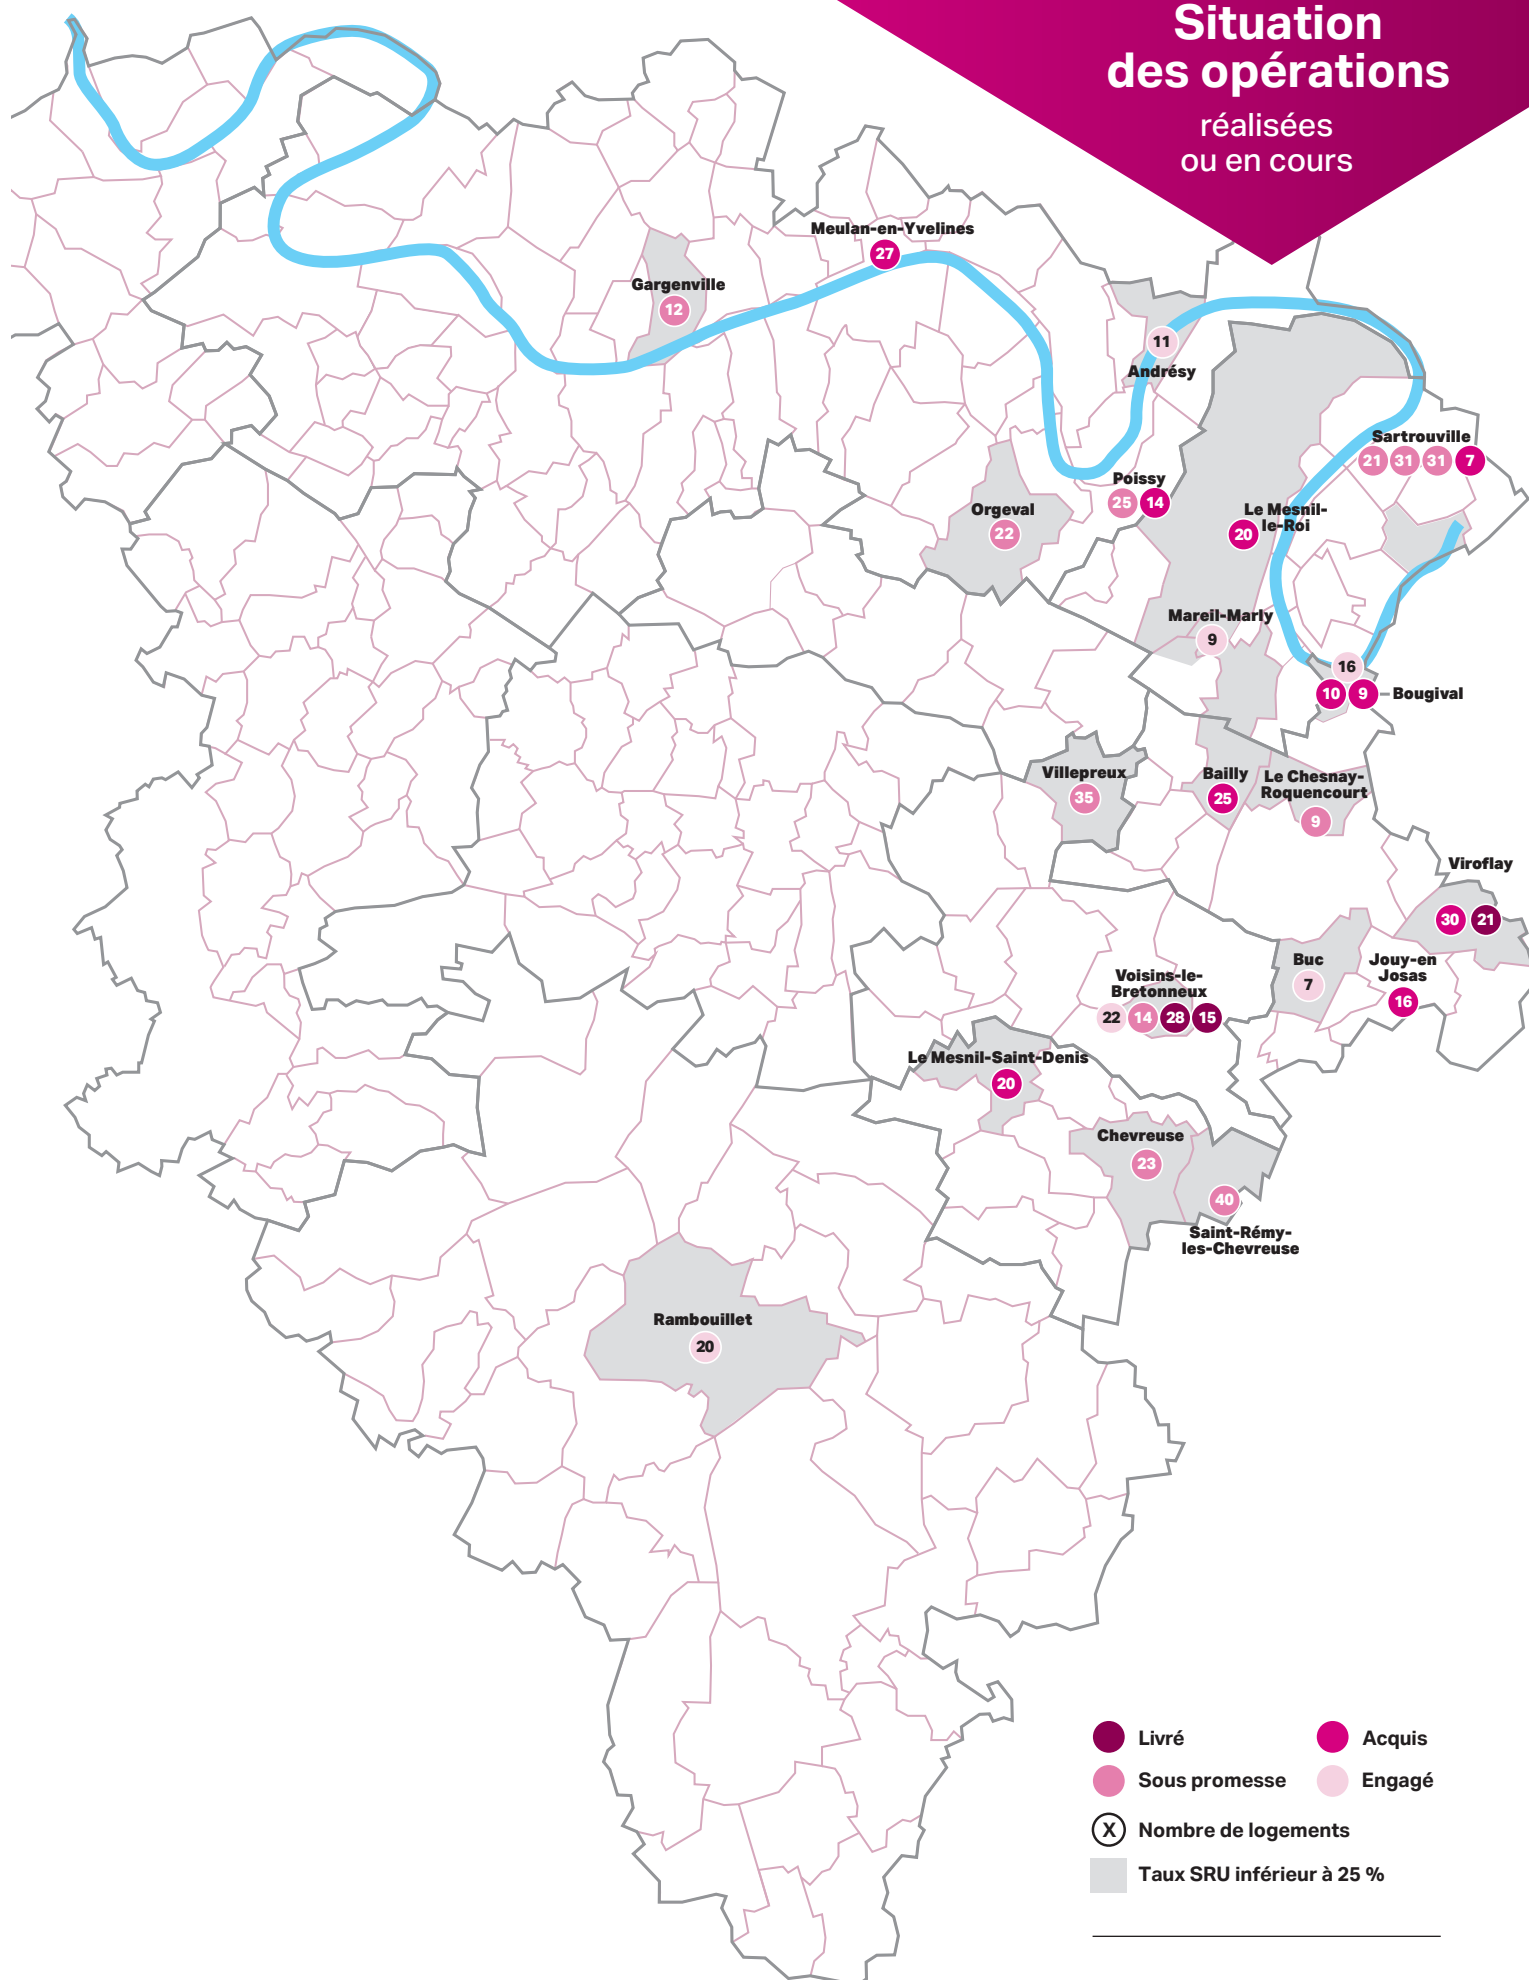 Situation
des opérations
réalisées
ou en cours
Meulan-en-Yvelines
27
Gargenville
12
11
Andrésy
Sartrouville
21 31 31 7
Poissy
25 14
Orgeval
22
Le Mesnil-
le-Roi
20
Mareil-Marly
9
16
10 9 Bougival
Villepreux
35
Bailly
25
Le Chesnay-
Roquencourt
9
Viroflay
30 21
Buc
7
Jouy-en
Josas
16
Voisins-le-
Bretonneux
22 14 28 15
Le Mesnil-Saint-Denis
20
Chevreuse
23
40
Saint-Rémy-
les-Chevreuse
Rambouillet
20
Livré
Acquis
Sous promesse
Engagé
X Nombre de logements
Taux SRU inférieur à 25 %